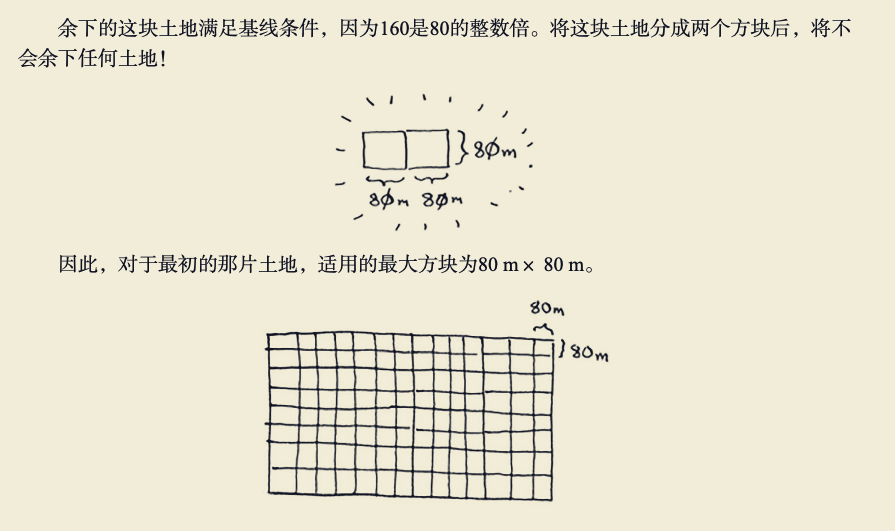 余下的这块土地满足基线条件，因为160是80的整数倍。将这块土地分成两个方块后，将不
会余下任何土地！
80m
80m 80m
因此，对于最初的那片土地，适用的最大方块为80 m× 80 m。
80m
80m